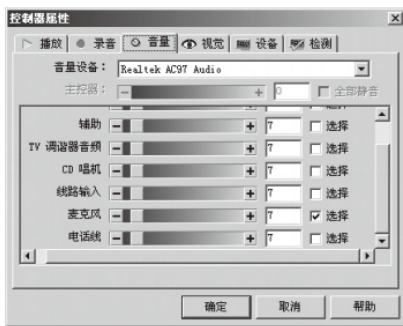 控制器属性
播放 录音 音量 视觉 设备 检测
音量设备： Realtek AC97 Audio
主控器： 0 全部静音
辅助 7 选择
TV 调谐器音频 7 选择
CD 唱机 7 选择
线路输入 7 选择
麦克风 7 选择
电话线 7 选择
确定 取消 帮助